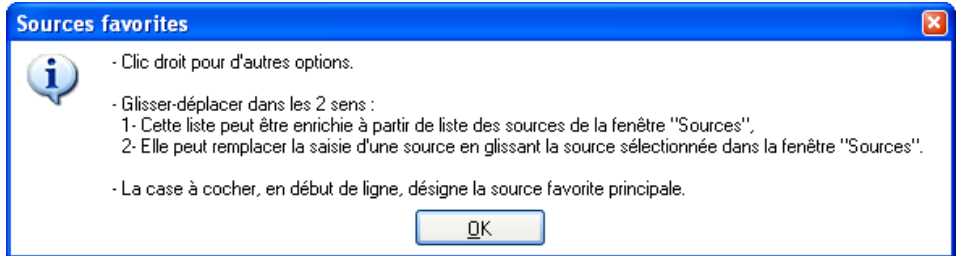 Sources favorites
- Clic droit pour d'autres options.
- Glisser-déplacer dans les 2 sens :
1- Cette liste peut être enrichie à partir de liste des sources de la fenêtre "Sources",
2- Elle peut remplacer la saisie d'une source en glissant la source sélectionnée dans la fenêtre "Sources".
- La case à cocher, en début de ligne, désigne la source favorite principale.
OK